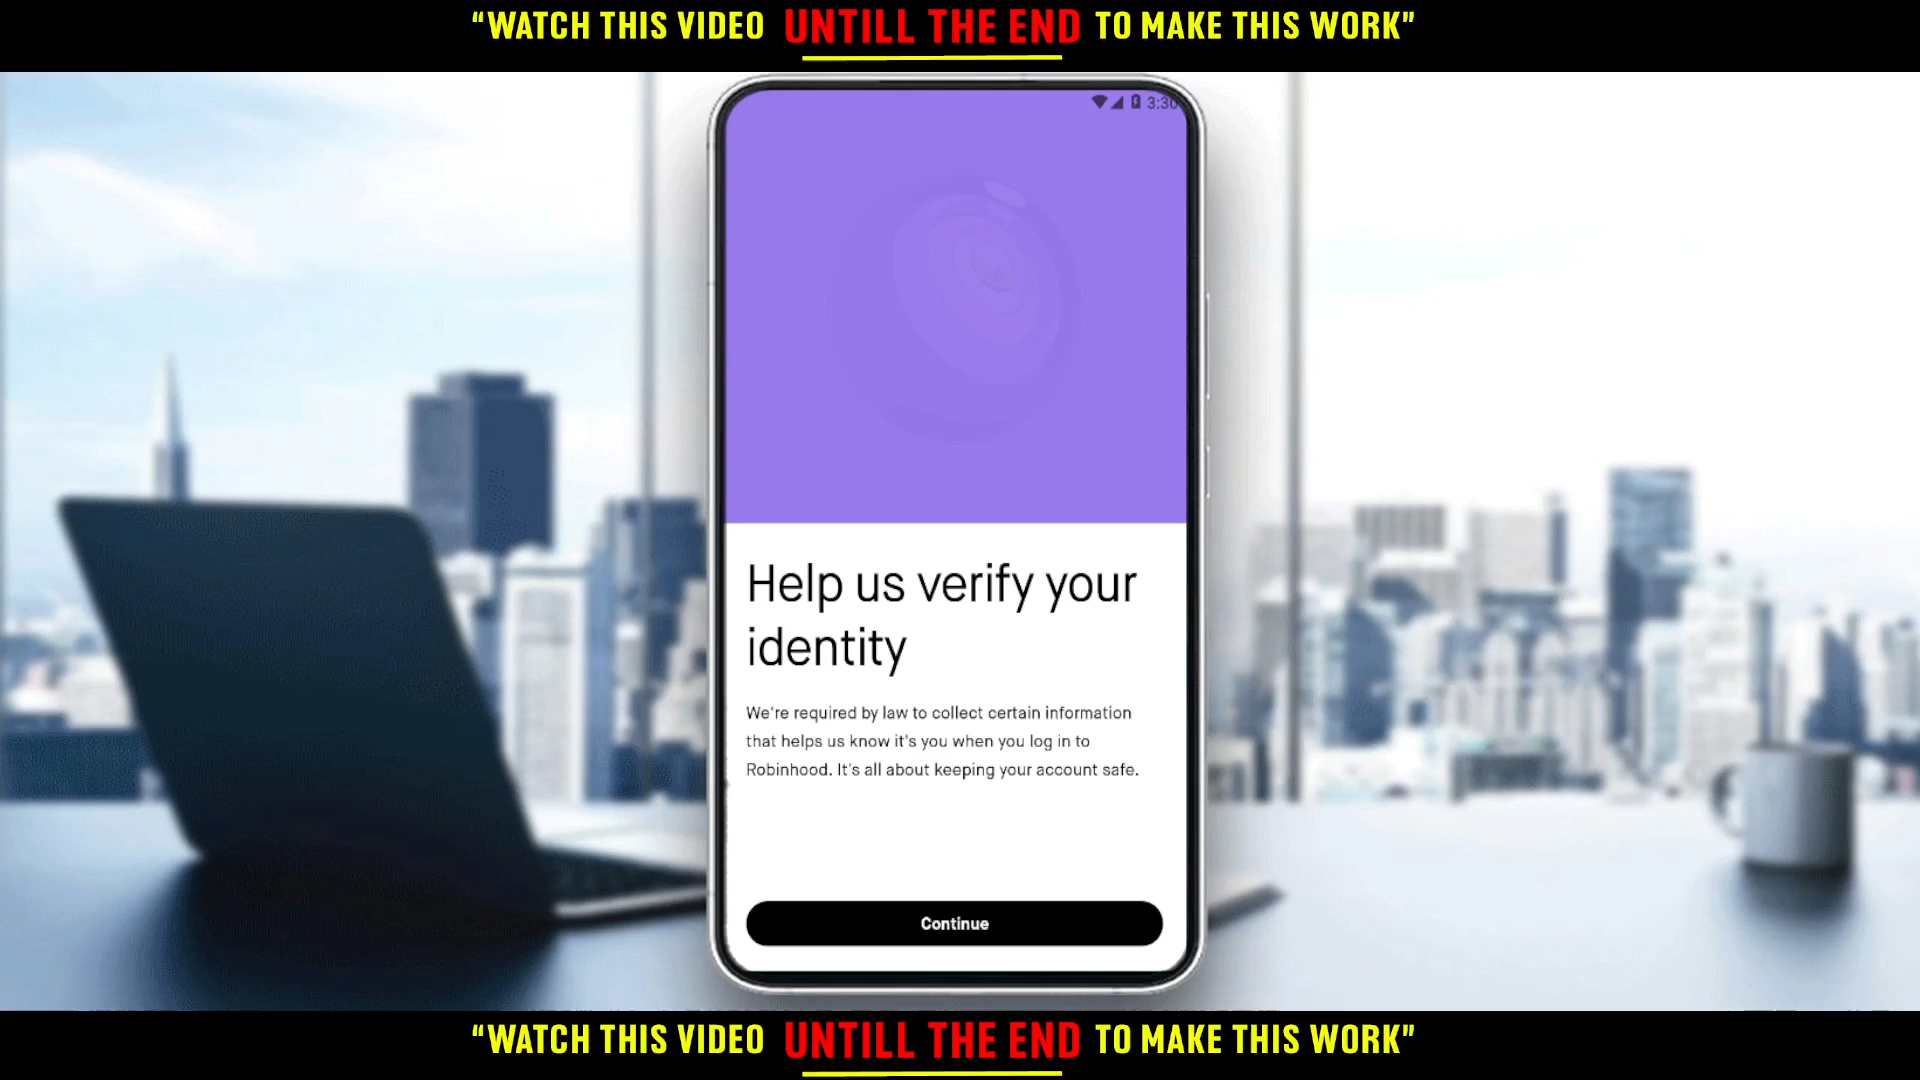 “WATCH THIS VIDEO UNTILL THE END TO MAKE THIS WORK”
3:30
Help us verify your
identity
We're required by law to collect certain information
that helps us know it's you when you log in to
Robinhood. It's all about keeping your account safe.
Continue
“WATCH THIS VIDEO UNTILL THE END TO MAKE THIS WORK”